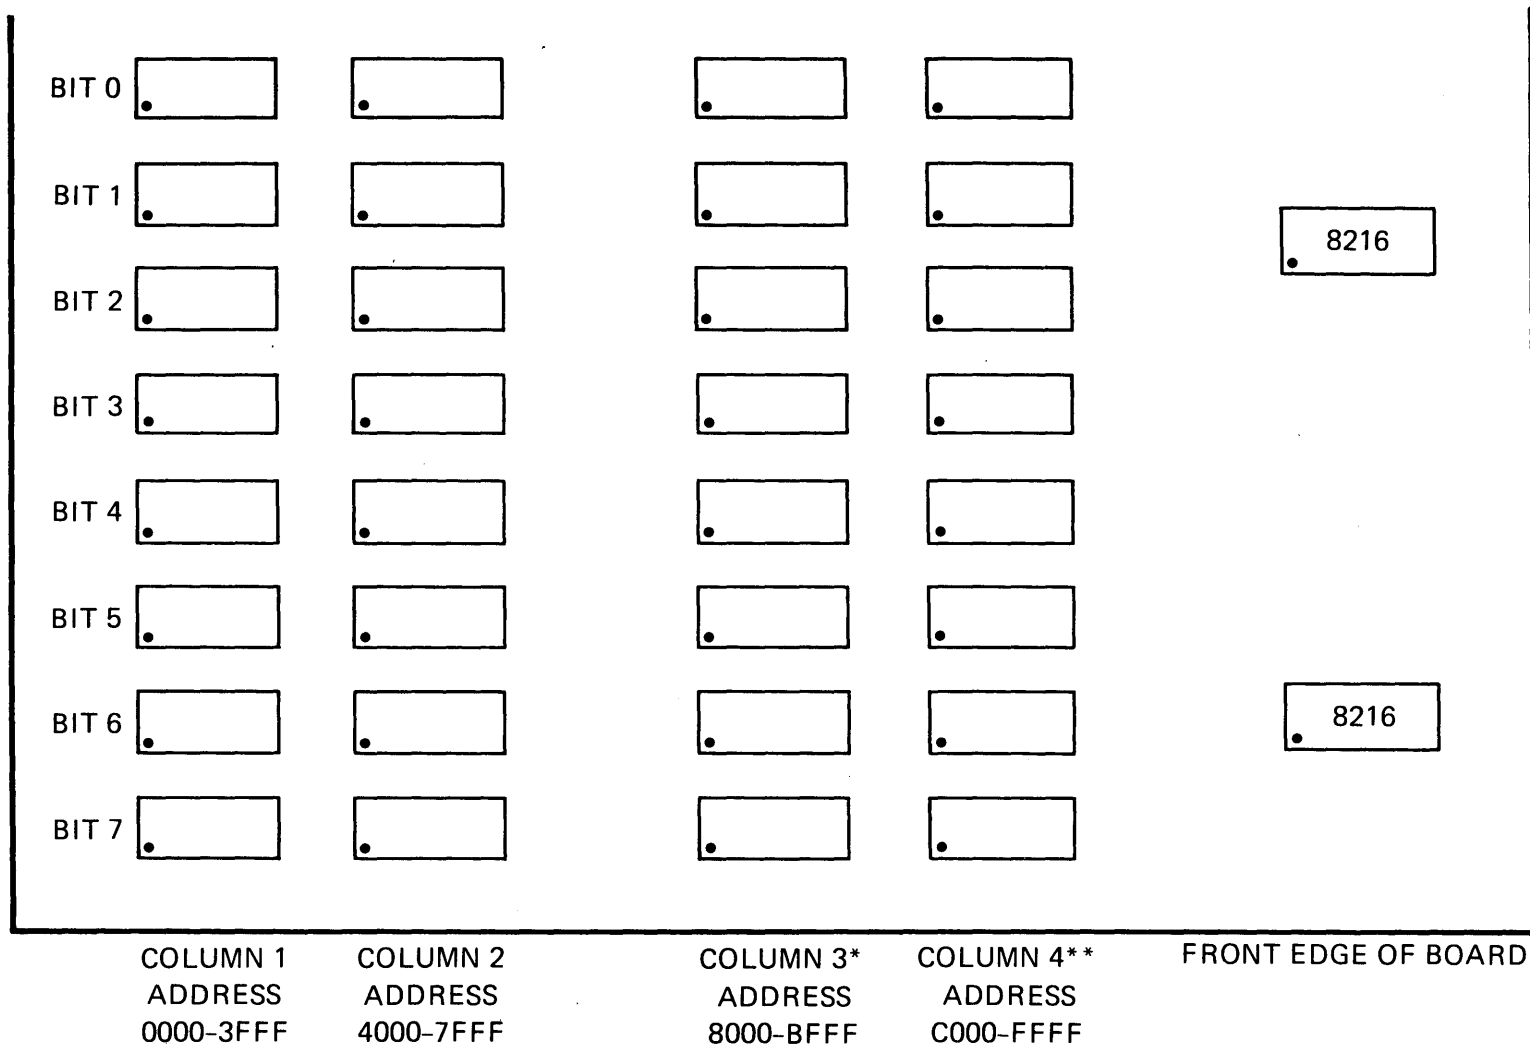 BIT 0
BIT 1
8216
BIT 2
BIT 3
BIT 4
BIT 5
BIT 6
8216
BIT 7
COLUMN 1
ADDRESS
0000-3FFF
COLUMN 2
ADDRESS
4000-7FFF
COLUMN 3*
ADDRESS
8000-BFFF
COLUMN 4**
ADDRESS
C000-FFFF
FRONT EDGE OF BOARD